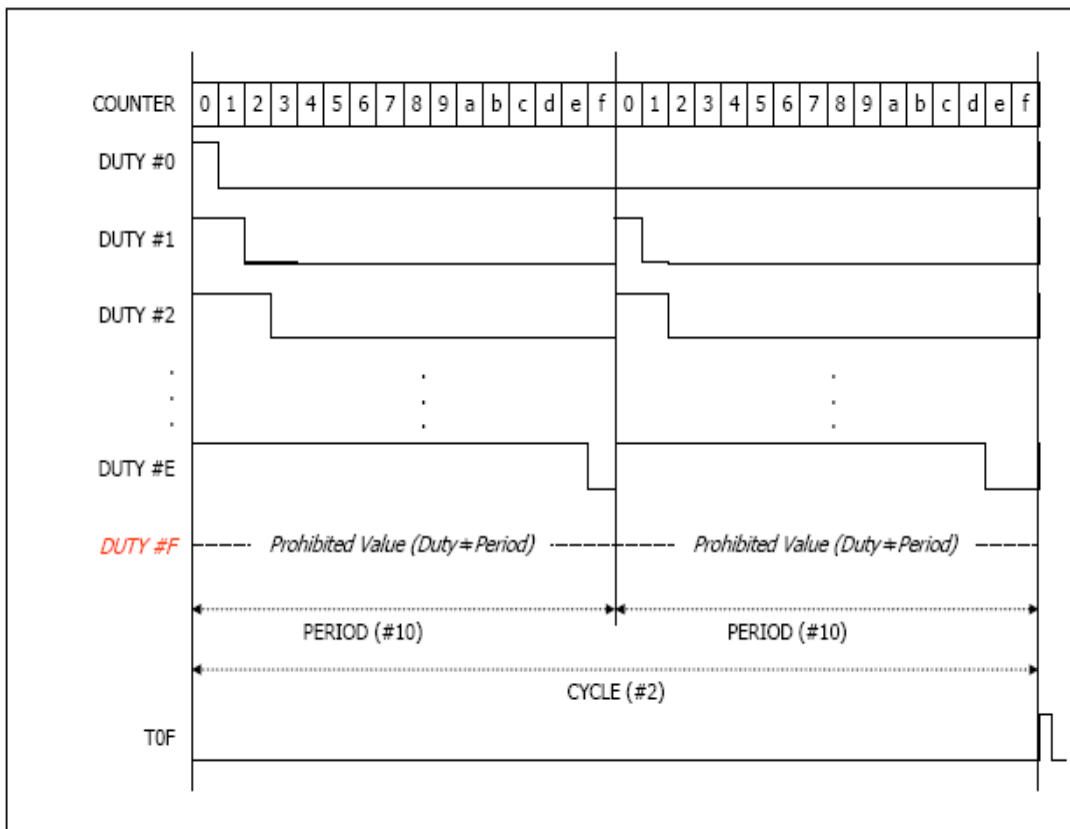 COUNTER 0 1 2 3 4 5 6 7 8 9 a b c d e f 0 1 2 3 4 5 6 7 8 9 a b c d e f
DUTY #0
DUTY #1
DUTY #2
DUTY #E
DUTY #F Prohibited Value (Duty≠Period) Prohibited Value (Duty≠Period)
PERIOD (#10) PERIOD (#10)
CYCLE (#2)
T0F